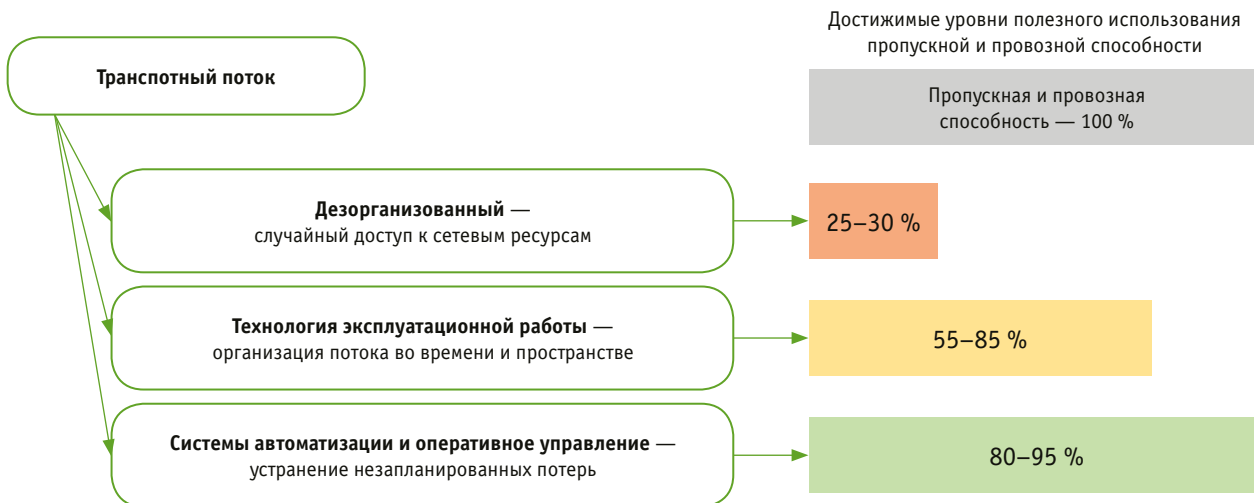 Достижимые уровни полезного использования
пропускной и провозной способности
Транспотный поток
Пропускная и провозная
способность — 100 %
Дезорганизованный —
случайный доступ к сетевым ресурсам
25–30 %
Технология эксплуатационной работы —
организация потока во времени и пространстве
55–85 %
Системы автоматизации и оперативное управление —
устранение незапланированных потерь
80–95 %